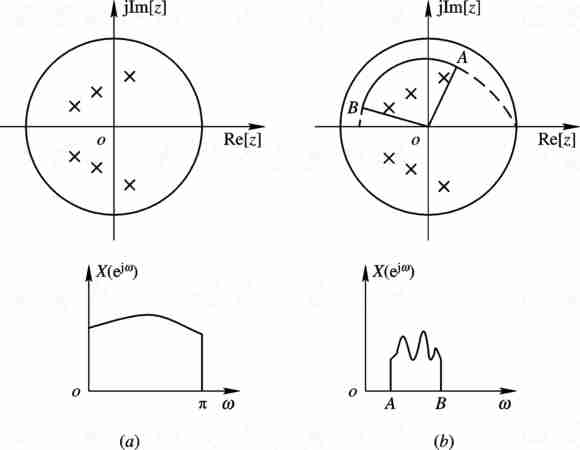 jIm[z]
o
Re[z]
jIm[z]
A
B
o
Re[z]
X(e^{jω})
o
π
ω
X(e^{jω})
o
A
B
ω
(a)
(b)